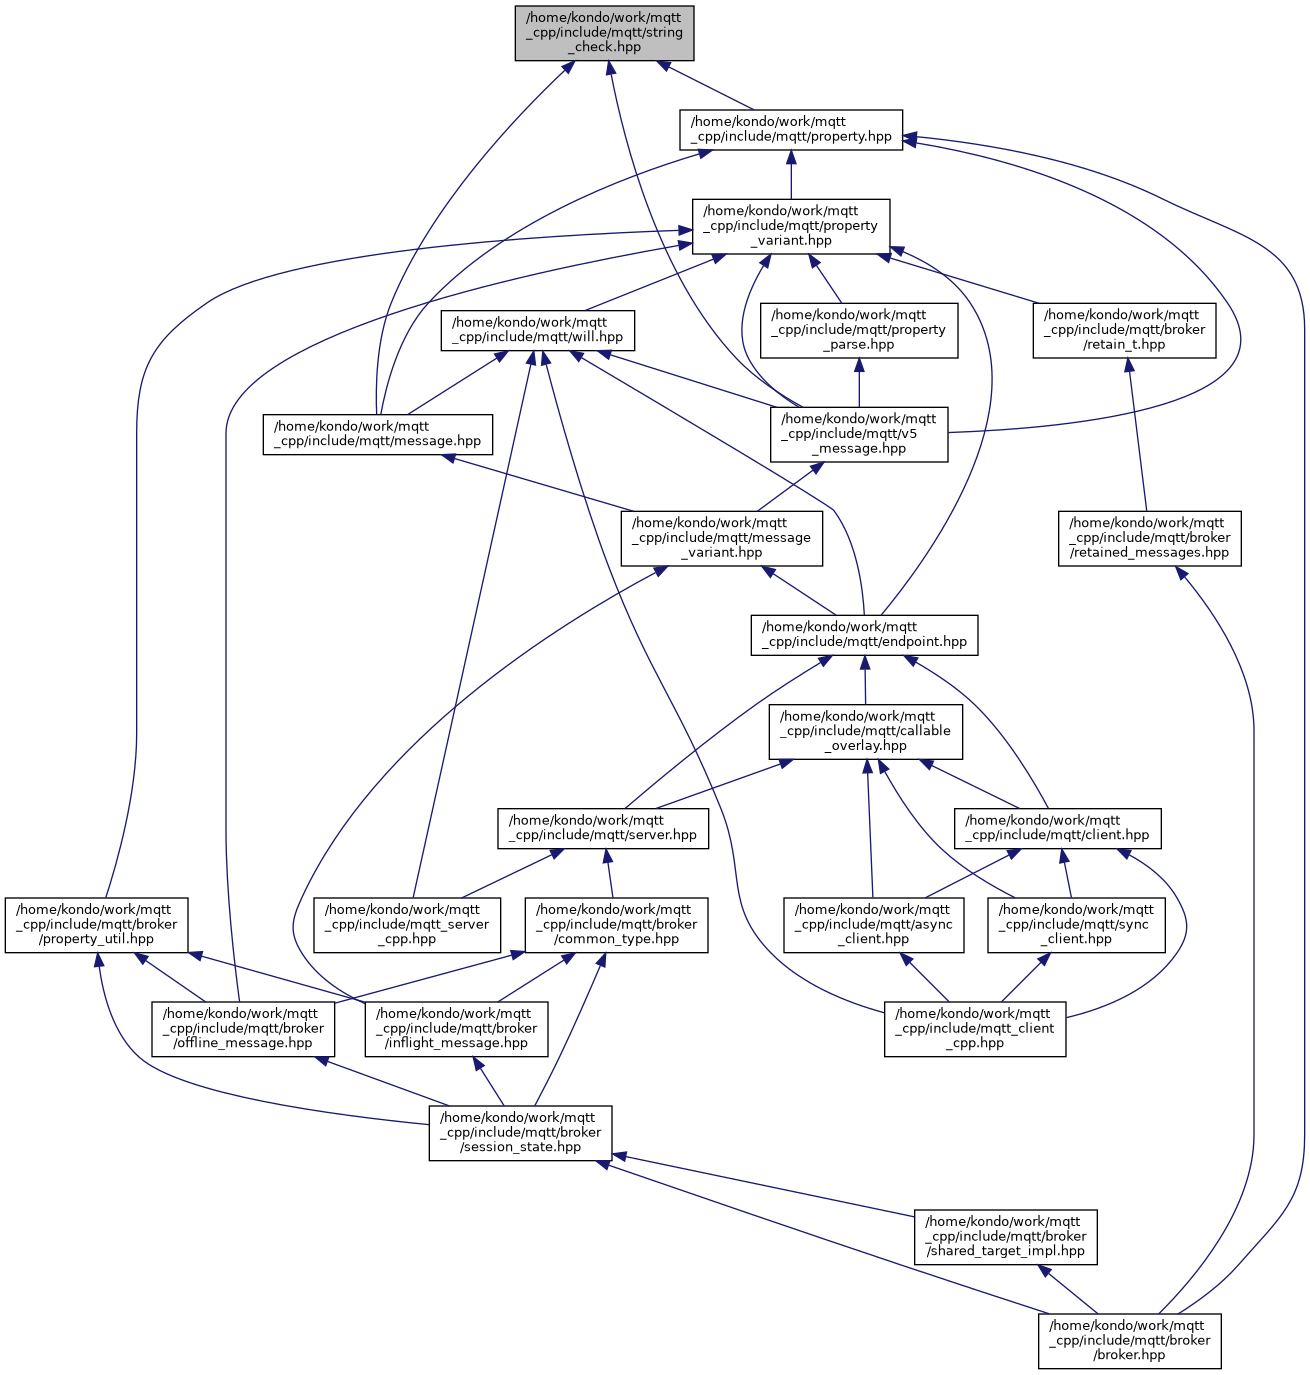 /home/kondo/work/mqtt
_cpp/include/mqtt/string
_check.hpp
/home/kondo/work/mqtt
_cpp/include/mqtt/property.hpp
/home/kondo/work/mqtt
_cpp/include/mqtt/property
_variant.hpp
/home/kondo/work/mqtt
_cpp/include/mqtt/will.hpp
/home/kondo/work/mqtt
_cpp/include/mqtt/property
_parse.hpp
/home/kondo/work/mqtt
_cpp/include/mqtt/broker
/retain_t.hpp
/home/kondo/work/mqtt
_cpp/include/mqtt/message.hpp
/home/kondo/work/mqtt
_cpp/include/mqtt/v5
_message.hpp
/home/kondo/work/mqtt
_cpp/include/mqtt/message
_variant.hpp
/home/kondo/work/mqtt
_cpp/include/mqtt/broker
/retained_messages.hpp
/home/kondo/work/mqtt
_cpp/include/mqtt/endpoint.hpp
/home/kondo/work/mqtt
_cpp/include/mqtt/callable
_overlay.hpp
/home/kondo/work/mqtt
_cpp/include/mqtt/server.hpp
/home/kondo/work/mqtt
_cpp/include/mqtt/client.hpp
/home/kondo/work/mqtt
_cpp/include/mqtt/broker
/property_util.hpp
/home/kondo/work/mqtt
_cpp/include/mqtt_server
_cpp.hpp
/home/kondo/work/mqtt
_cpp/include/mqtt/broker
/common_type.hpp
/home/kondo/work/mqtt
_cpp/include/mqtt/async
_client.hpp
/home/kondo/work/mqtt
_cpp/include/mqtt/sync
_client.hpp
/home/kondo/work/mqtt
_cpp/include/mqtt/broker
/offline_message.hpp
/home/kondo/work/mqtt
_cpp/include/mqtt/broker
/inflight_message.hpp
/home/kondo/work/mqtt
_cpp/include/mqtt_client
_cpp.hpp
/home/kondo/work/mqtt
_cpp/include/mqtt/broker
/session_state.hpp
/home/kondo/work/mqtt
_cpp/include/mqtt/broker
/shared_target_impl.hpp
/home/kondo/work/mqtt
_cpp/include/mqtt/broker
/broker.hpp